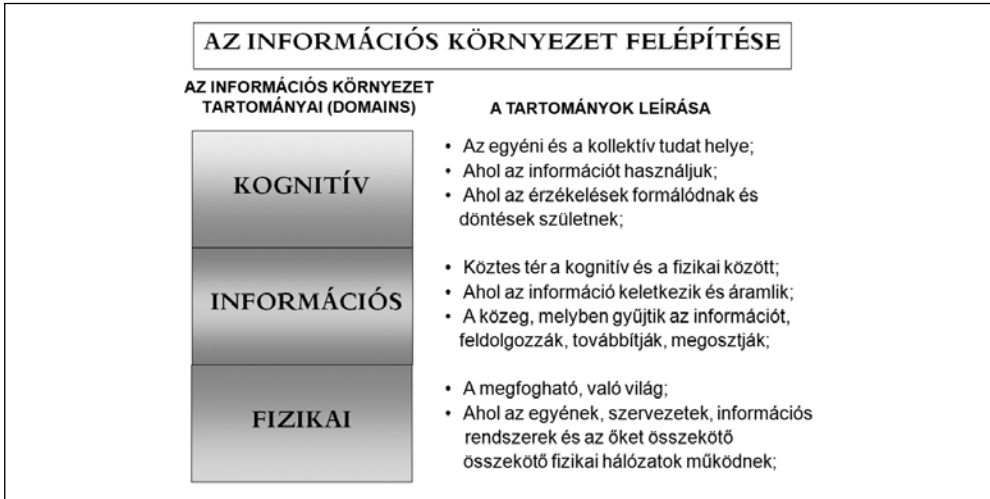 AZ INFORMÁCIÓS KÖRNYEZET FELÉPÍTÉSE
AZ INFORMÁCIÓS KÖRNYEZET
TARTOMÁNYAI (DOMAINS)
A TARTOMÁNYOK LEÍRÁSA
KOGNITÍV
• Az egyéni és a kollektív tudat helye;
• Ahol az információt használjuk;
• Ahol az érzékelések formálódnak és
döntések születnek;
INFORMÁCIÓS
• Köztes tér a kognitív és a fizikai között;
• Ahol az információ keletkezik és áramlik;
• A közeg, melyben gyűjtik az információt,
feldolgozzák, továbbítják, megosztják;
FIZIKAI
• A megfogható, való világ;
• Ahol az egyének, szervezetek, információs
rendszerek és az őket összekötő
összekötő fizikai hálózatok működnek;